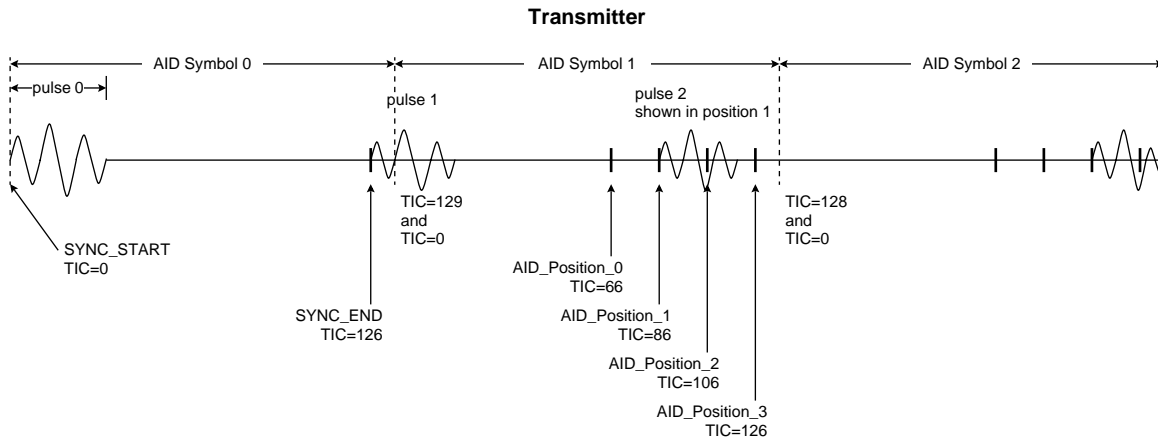 Transmitter
AID Symbol 0
AID Symbol 1
AID Symbol 2
pulse 0
pulse 1
pulse 2
shown in position 1
SYNC_START
TIC=0
SYNC_END
TIC=126
TIC=129
and
TIC=0
AID_Position_0
TIC=66
AID_Position_1
TIC=86
AID_Position_2
TIC=106
AID_Position_3
TIC=126
TIC=128
and
TIC=0